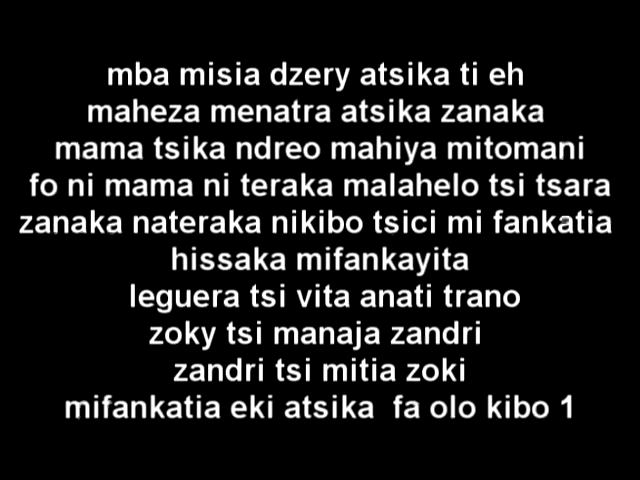 mba misia dzery atsika ti eh
maheza menatra atsika zanaka
mama tsika ndreo mahiya mitomani
fo ni mama ni teraka malahelo tsi tsara
zanaka nateraka nikibo tsici mi fankatia
hissaka mifankayita
leguera tsi vita anati trano
zoky tsi manaja zandri
zandri tsi mitia zoki
mifankatia eki atsika fa olo kibo 1